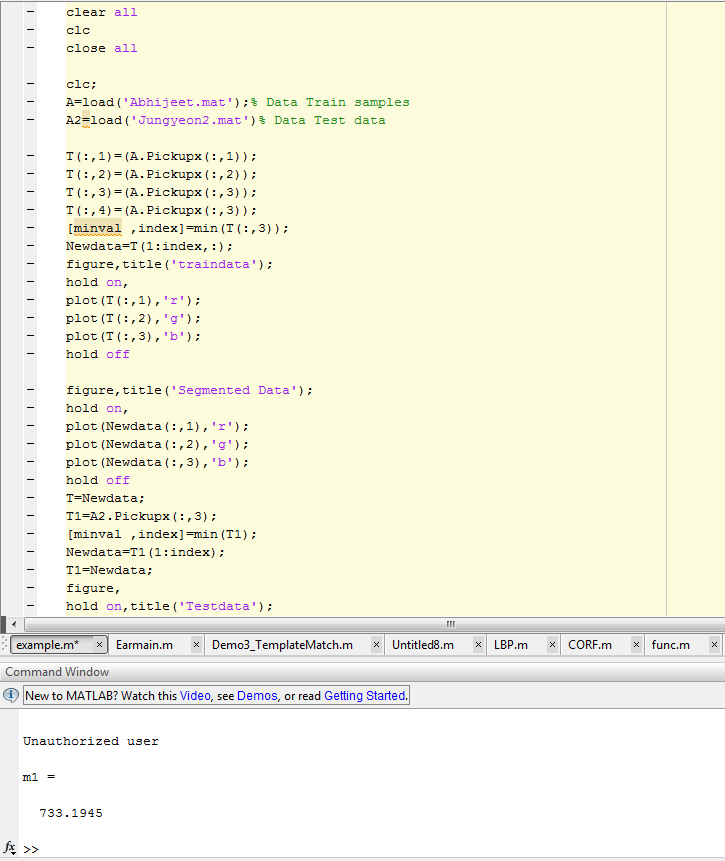 clear all
clc
close all
clc;
A=load('Abhijeet.mat');% Data Train samples
A2=load('Jungyeon2.mat')% Data Test data
T(:,1)=(A.Pickupx(:,1));
T(:,2)=(A.Pickupx(:,2));
T(:,3)=(A.Pickupx(:,3));
T(:,4)=(A.Pickupx(:,3));
[minval ,index]=min(T(:,3));
Newdata=T(1:index,:);
figure,title('traindata');
hold on,
plot(T(:,1),'r');
plot(T(:,2),'g');
plot(T(:,3),'b');
hold off
figure,title('Segmented Data');
hold on,
plot(Newdata(:,1),'r');
plot(Newdata(:,2),'g');
plot(Newdata(:,3),'b');
hold off
T=Newdata;
T1=A2.Pickupx(:,3);
[minval ,index]=min(T1);
Newdata=T1(1:index);
T1=Newdata;
figure,
hold on,title('Testdata');
example.m* × Earmain.m × Demo3_TemplateMatch.m × Untitled8.m × LBP.m × CORF.m × func.m ×
Command Window
New to MATLAB? Watch this Video, see Demos, or read Getting Started.
Unauthorized user
m1 =
733.1945
fx >>